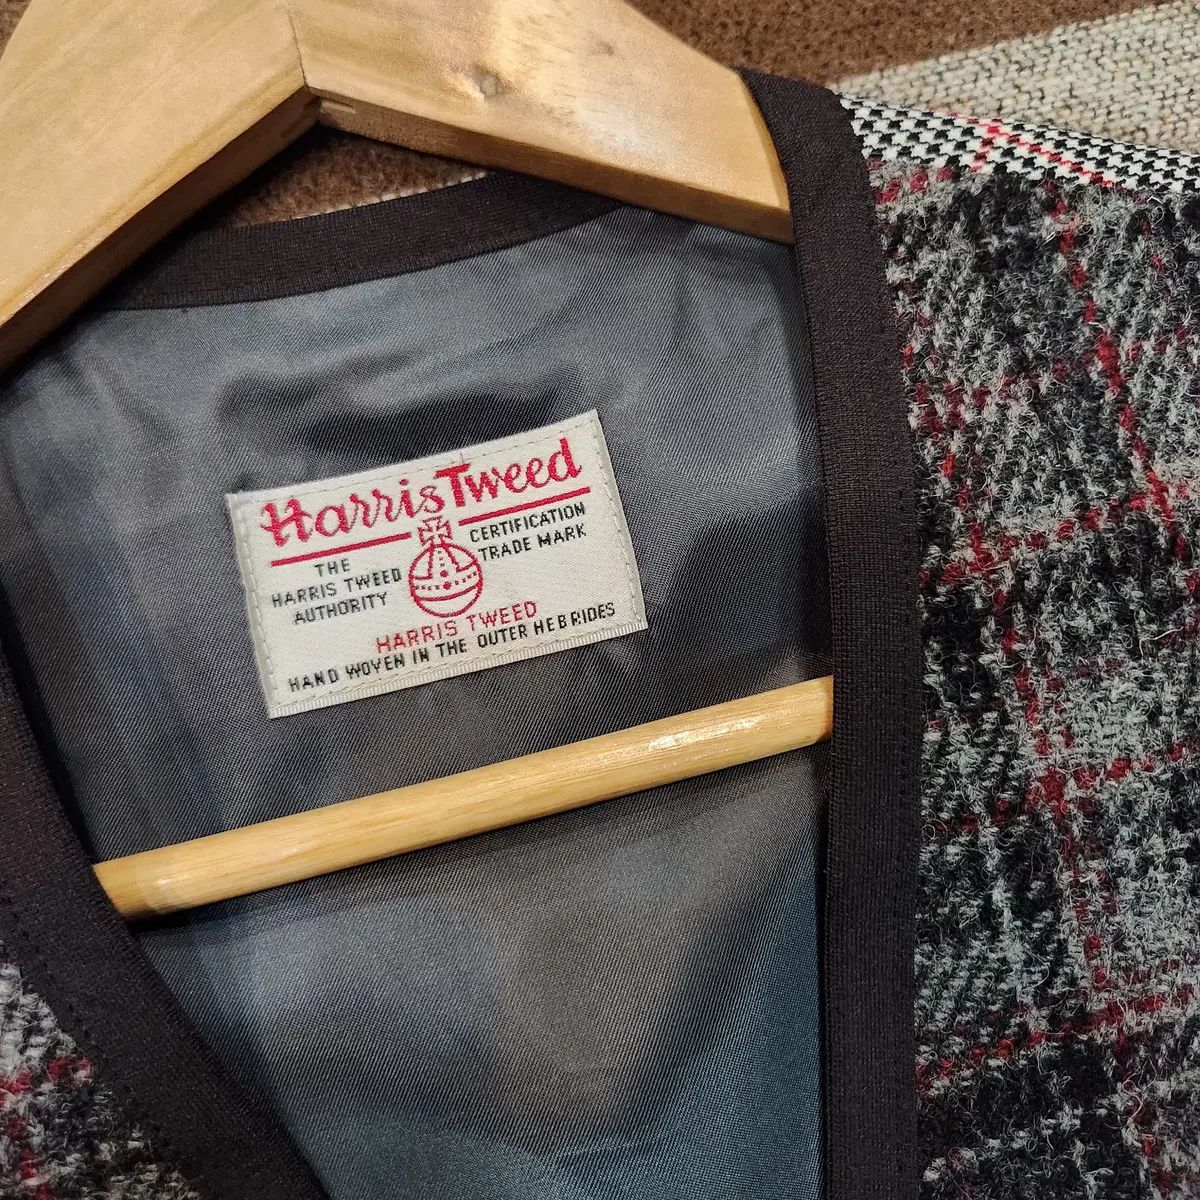 Harris Tweed
THE
HARRIS TWEED
AUTHORITY
CERTIFICATION
TRADE MARK
HARRIS TWEED
HAND WOVEN IN THE OUTER HEBRIDES